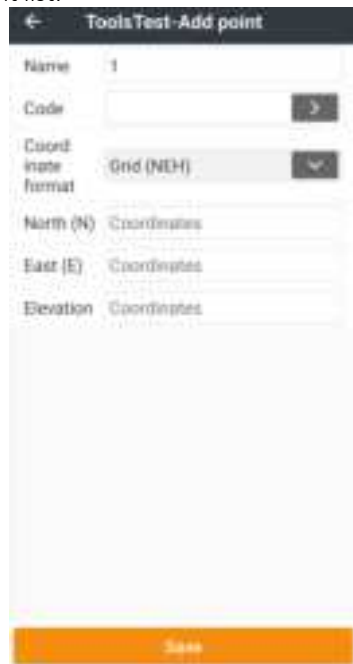 ToolsTest-Add point
Name 1
Code
Coord
inate
format
Grid (NEH)
North (N) Coordinates
East (E) Coordinates
Elevation Coordinates
Save